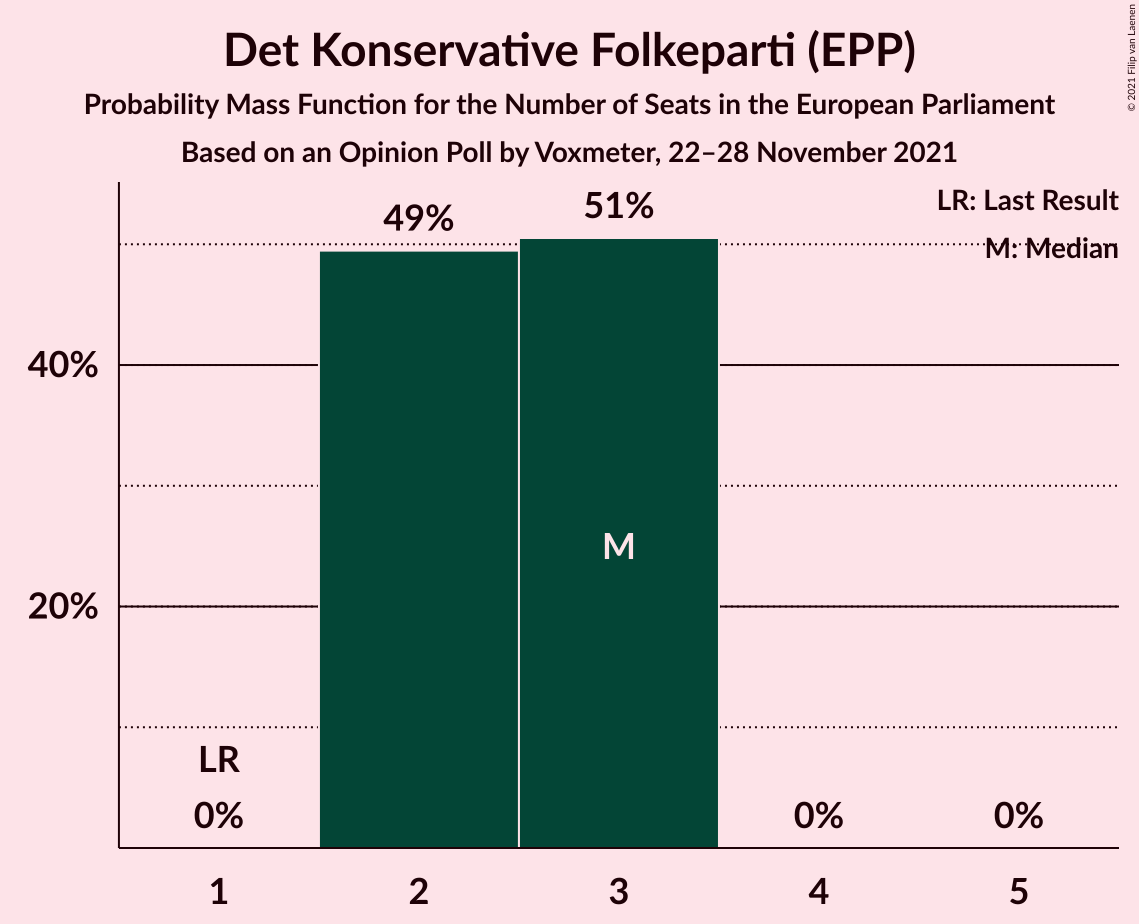 Det Konservative Folkeparti (EPP)
Probability Mass Function for the Number of Seats in the European Parliament
Based on an Opinion Poll by Voxmeter, 22–28 November 2021
© 2021 Filip van Laenen
LR: Last Result
M: Median
49%
51%
40%
20%
M
LR
0%
0%
0%
1
2
3
4
5